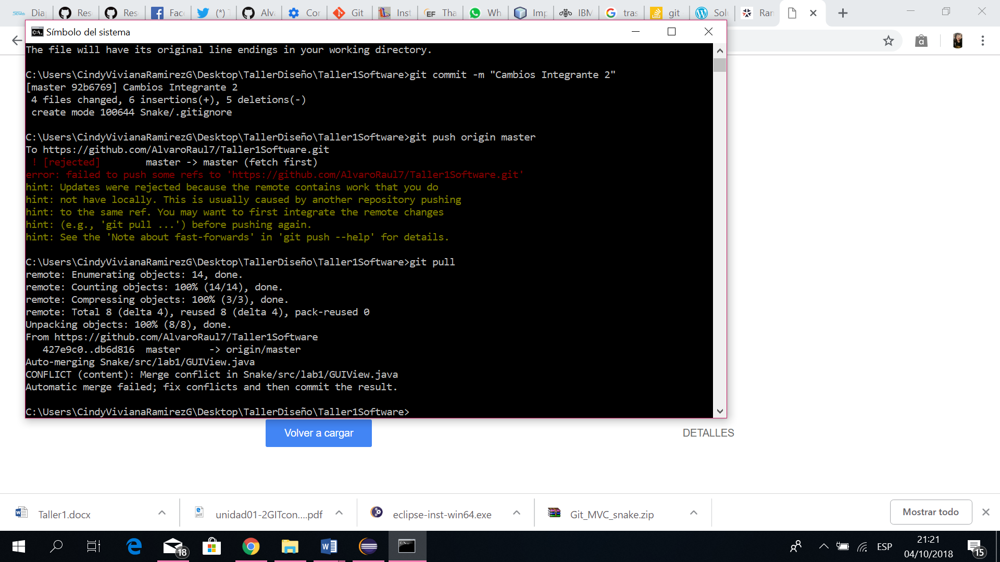 Dia
Res
Res
Fac
(*) T
Alva
Cor
Git
Inst
Tha
Wh
Imp
IBM
tras
git
Solu
Ran
Símbolo del sistema
The file will have its original line endings in your working directory.
C:\Users\CindyVivianaRamirezG\Desktop\TallerDiseño\Taller1Software>git commit -m "Cambios Integrante 2"
[master 92b6769] Cambios Integrante 2
4 files changed, 6 insertions(+), 5 deletions(-)
create mode 100644 Snake/.gitignore
C:\Users\CindyVivianaRamirezG\Desktop\TallerDiseño\Taller1Software>git push origin master
To https://github.com/AlvaroRaul7/Taller1Software.git
! [rejected]        master -> master (fetch first)
error: failed to push some refs to 'https://github.com/AlvaroRaul7/Taller1Software.git'
hint: Updates were rejected because the remote contains work that you do
hint: not have locally. This is usually caused by another repository pushing
hint: to the same ref. You may want to first integrate the remote changes
hint: (e.g., 'git pull ...') before pushing again.
hint: See the 'Note about fast-forwards' in 'git push --help' for details.
C:\Users\CindyVivianaRamirezG\Desktop\TallerDiseño\Taller1Software>git pull
remote: Enumerating objects: 14, done.
remote: Counting objects: 100% (14/14), done.
remote: Compressing objects: 100% (3/3), done.
remote: Total 8 (delta 4), reused 8 (delta 4), pack-reused 0
Unpacking objects: 100% (8/8), done.
From https://github.com/AlvaroRaul7/Taller1Software
427e9c0..db6d816  master     -> origin/master
Auto-merging Snake/src/lab1/GUIView.java
CONFLICT (content): Merge conflict in Snake/src/lab1/GUIView.java
Automatic merge failed; fix conflicts and then commit the result.
C:\Users\CindyVivianaRamirezG\Desktop\TallerDiseño\Taller1Software>
Volver a cargar
DETALLES
Taller1.docx
unidad01-2GITcon....pdf
eclipse-inst-win64.exe
Git_MVC_snake.zip
Mostrar todo
18
ESP
21:21
04/10/2018
15